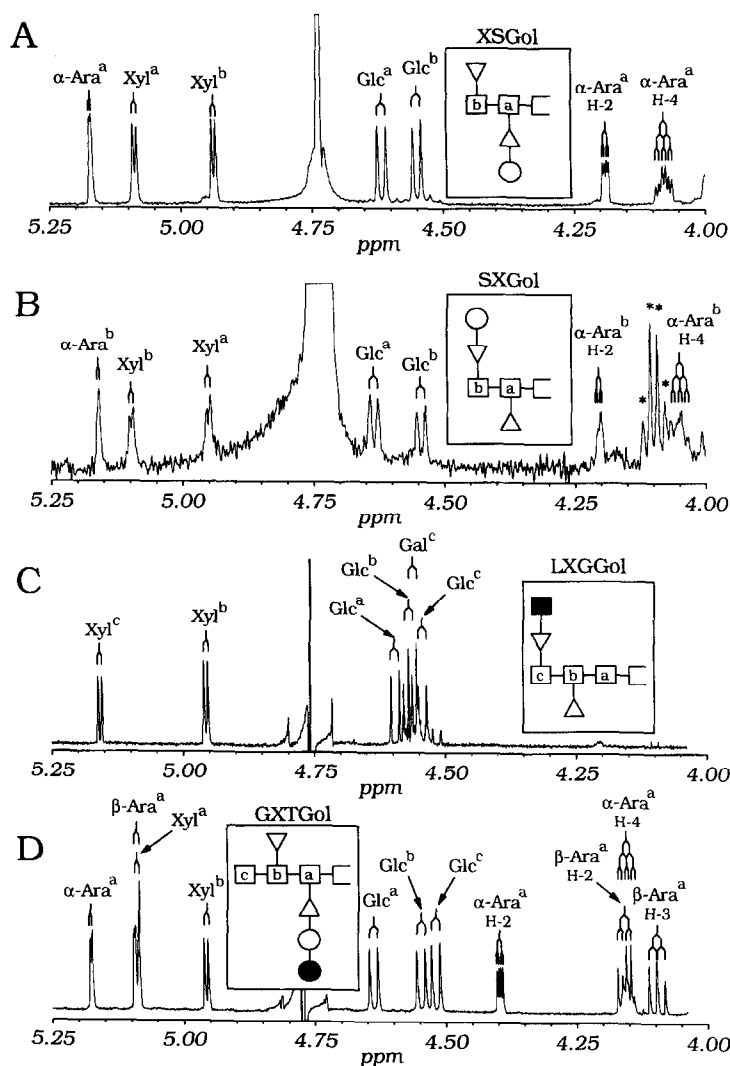 A
XSGol
α-Ara^a
Xyl^a
Xyl^b
Glc^a
Glc^b
b a
α-Ara^a
H-2
α-Ara^a
H-4
5.25 5.00 4.75 4.50 4.25 4.00
ppm
B
SXGol
α-Ara^b
Xyl^b
Xyl^a
Glc^a
Glc^b
b a
α-Ara^b
H-2
* ** *
α-Ara^b
H-4
5.25 5.00 4.75 4.50 4.25 4.00
ppm
C
LXGGol
Xyl^c
Xyl^b
Glc^a
Glc^b
Gal^c
Glc^c
c b a
5.25 5.00 4.75 4.50 4.25 4.00
ppm
D
GXTGol
α-Ara^a
β-Ara^a
Xyl^a
Xyl^b
c b a
Glc^a
Glc^b
Glc^c
α-Ara^a
H-2
α-Ara^a
H-4
β-Ara^a
H-2
β-Ara^a
H-3
5.25 5.00 4.75 4.50 4.25 4.00
ppm